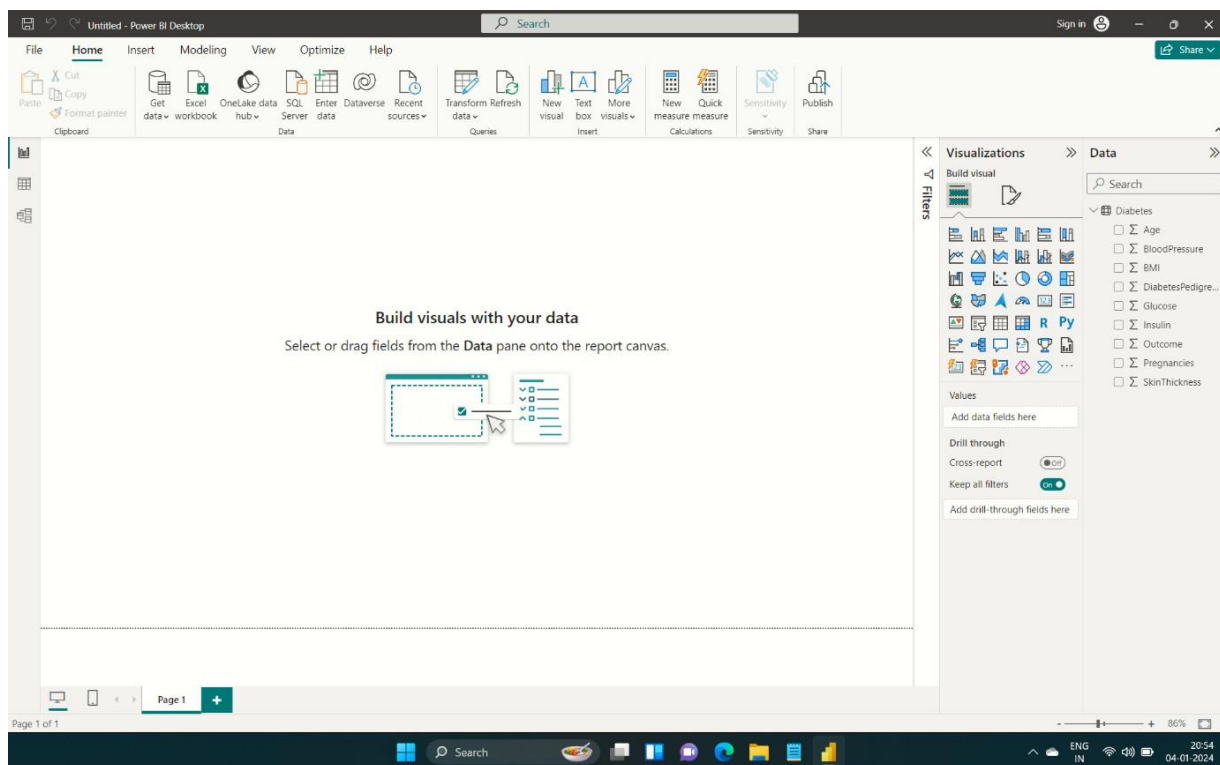 Untitled - Power BI Desktop
Search
Sign in
File Home Insert Modeling View Optimize Help
Share
Paste
Cut
Copy
Format painter
Clipboard
Get data
Excel workbook
OneLake data hub
SQL Server
Enter data
Dataverse
Recent sources
Data
Transform data
Refresh
Queries
New visual
Text box
More visuals
Insert
New measure
Quick measure
Calculations
Sensitivity
Sensitivity
Publish
Share
Filters
Visualizations
Build visual
R Py
123
Values
Add data fields here
Drill through
Cross-report Off
Keep all filters On
Add drill-through fields here
Data
Search
Diabetes
Age
BloodPressure
BMI
DiabetesPedigre...
Glucose
Insulin
Outcome
Pregnancies
SkinThickness
Build visuals with your data
Select or drag fields from the Data pane onto the report canvas.
Page 1
Page 1 of 1
86%
Search
ENG
IN
20:54
04-01-2024